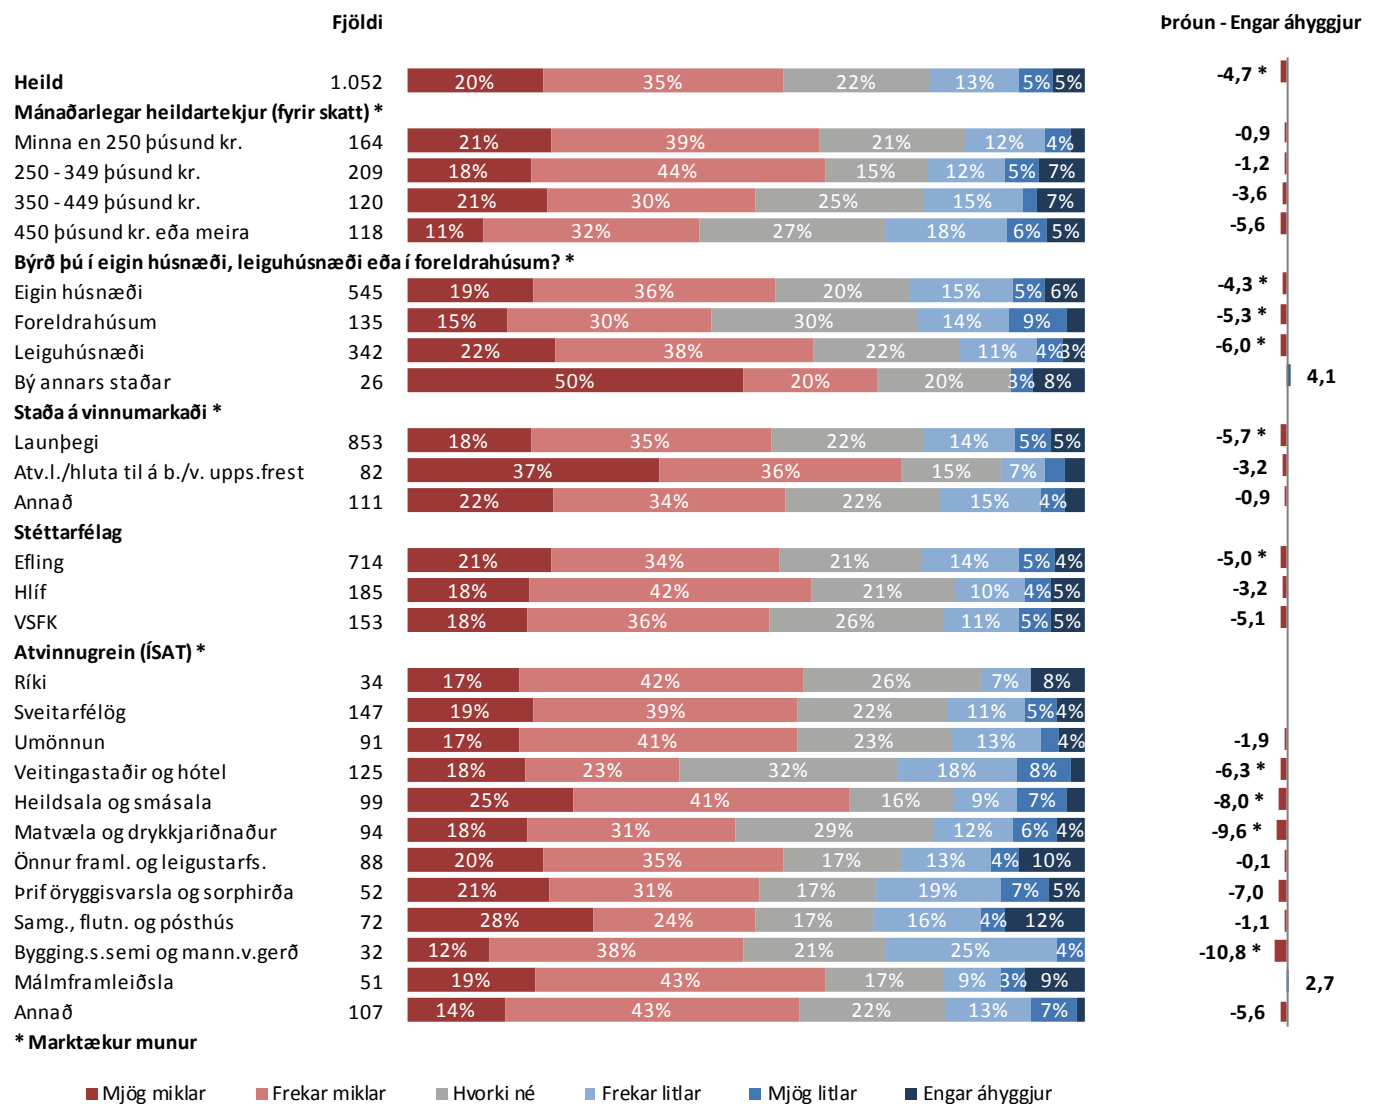 Fjöldi Þróun - Engar áhyggjur
Heild 1.052 20% 35% 22% 13% 5% 5% -4,7 *
Mánaðarlegar heildartekjur (fyrir skatt) *
Minna en 250 þúsund kr. 164 21% 39% 21% 12% 4% -0,9
250 - 349 þúsund kr. 209 18% 44% 15% 12% 5% 7% -1,2
350 - 449 þúsund kr. 120 21% 30% 25% 15% 7% -3,6
450 þúsund kr. eða meira 118 11% 32% 27% 18% 6% 5% -5,6
Býrð þú í eigin húsnæði, leiguhúsnæði eða í foreldrahúsum? *
Eigin húsnæði 545 19% 36% 20% 15% 5% 6% -4,3 *
Foreldrahúsum 135 15% 30% 30% 14% 9% -5,3 *
Leiguhúsnæði 342 22% 38% 22% 11% 4% 3% -6,0 *
Bý annars staðar 26 50% 20% 20% 3% 8% 4,1
Staða á vinnumarkaði *
Launþegi 853 18% 35% 22% 14% 5% 5% -5,7 *
Atv.l./hluta til á b./v. upps.frest 82 37% 36% 15% 7% -3,2
Annað 111 22% 34% 22% 15% 4% -0,9
Stéttarfélag
Efling 714 21% 34% 21% 14% 5% 4% -5,0 *
Hlíf 185 18% 42% 21% 10% 4% 5% -3,2
VSFK 153 18% 36% 26% 11% 5% 5% -5,1
Atvinnugrein (ÍSAT) *
Ríki 34 17% 42% 26% 7% 8%
Sveitarfélög 147 19% 39% 22% 11% 5% 4%
Umönnun 91 17% 41% 23% 13% 4% -1,9
Veitingastaðir og hótel 125 18% 23% 32% 18% 8% -6,3 *
Heildsala og smásala 99 25% 41% 16% 9% 7% -8,0 *
Matvæla og drykkjariðnaður 94 18% 31% 29% 12% 6% 4% -9,6 *
Önnur framl. og leigustarfs. 88 20% 35% 17% 13% 4% 10% -0,1
Þrif öryggisvarsla og sorphirða 52 21% 31% 17% 19% 7% 5% -7,0
Samg., flutn. og pósthús 72 28% 24% 17% 16% 4% 12% -1,1
Bygging.s.semi og mann.v.gerð 32 12% 38% 21% 25% 4% -10,8 *
Málmframleiðsla 51 19% 43% 17% 9% 3% 9% 2,7
Annað 107 14% 43% 22% 13% 7% -5,6
* Marktækur munur
Mjög miklar Frekar miklar Hvorki né Frekar litlar Mjög litlar Engar áhyggjur